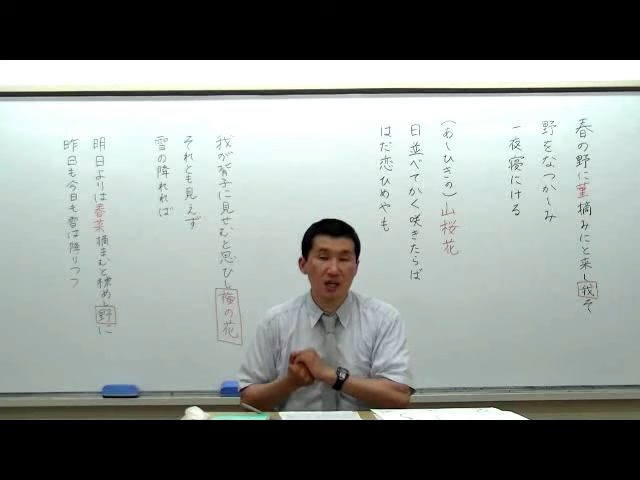 春の野に菫摘みにと来し我そ
野をなつかしみ
一夜寝にける
(あしひきの)山桜花
日並べてかく咲きたらば
はだ恋ひめやも
我が背子に見せむと思ひし梅の花
それとも見えず
雪の降れれば
明日よりは春菜摘まむと標めし野に
昨日も今日も雪は降りつつ